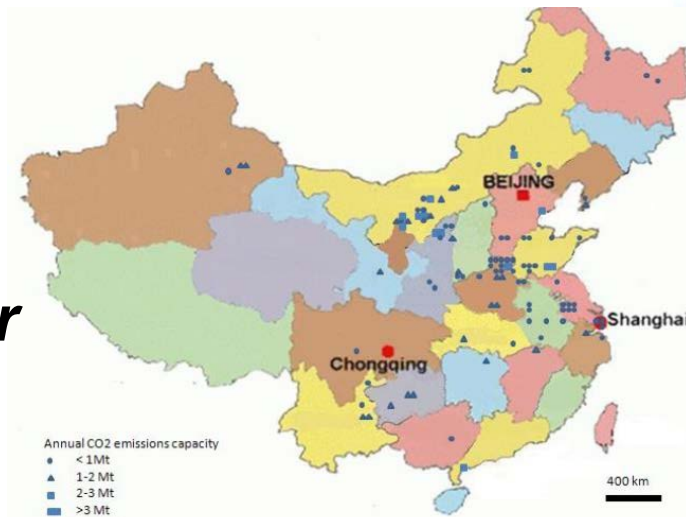 r
BEIJING
Shanghai
Chongqing
Annual CO2 emissions capacity
< 1Mt
1-2 Mt
2-3 Mt
>3 Mt
400 km